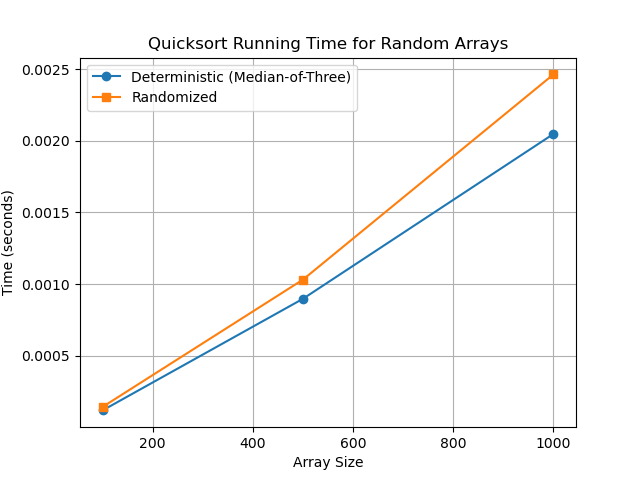 Quicksort Running Time for Random Arrays
Deterministic (Median-of-Three)
Randomized
0.0025
0.0020
0.0015
0.0010
0.0005
Time (seconds)
200 400 600 800 1000
Array Size